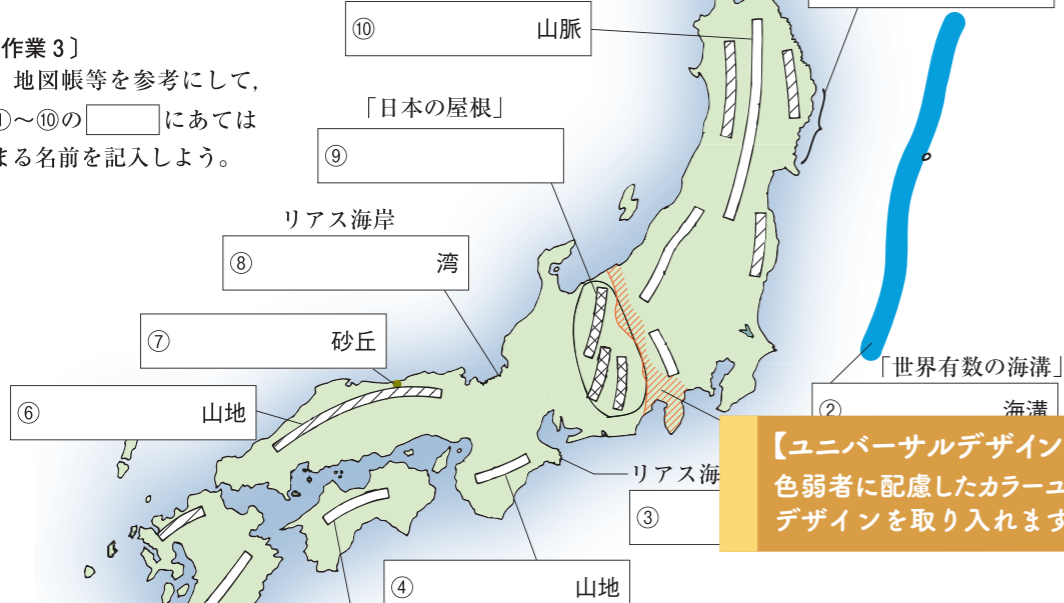 作業3〕
地図帳等を参考にして,
①～⑩の にあては
まる名前を記入しよう。
⑩ 山脈
「日本の屋根」
⑨
リアス海岸
⑧ 湾
⑦ 砂丘
⑥ 山地
「世界有数の海溝」
② 海溝
リアス海
③
④ 山地
【ユニバーサルデザイン
色弱者に配慮したカラーユ
デザインを取り入れます